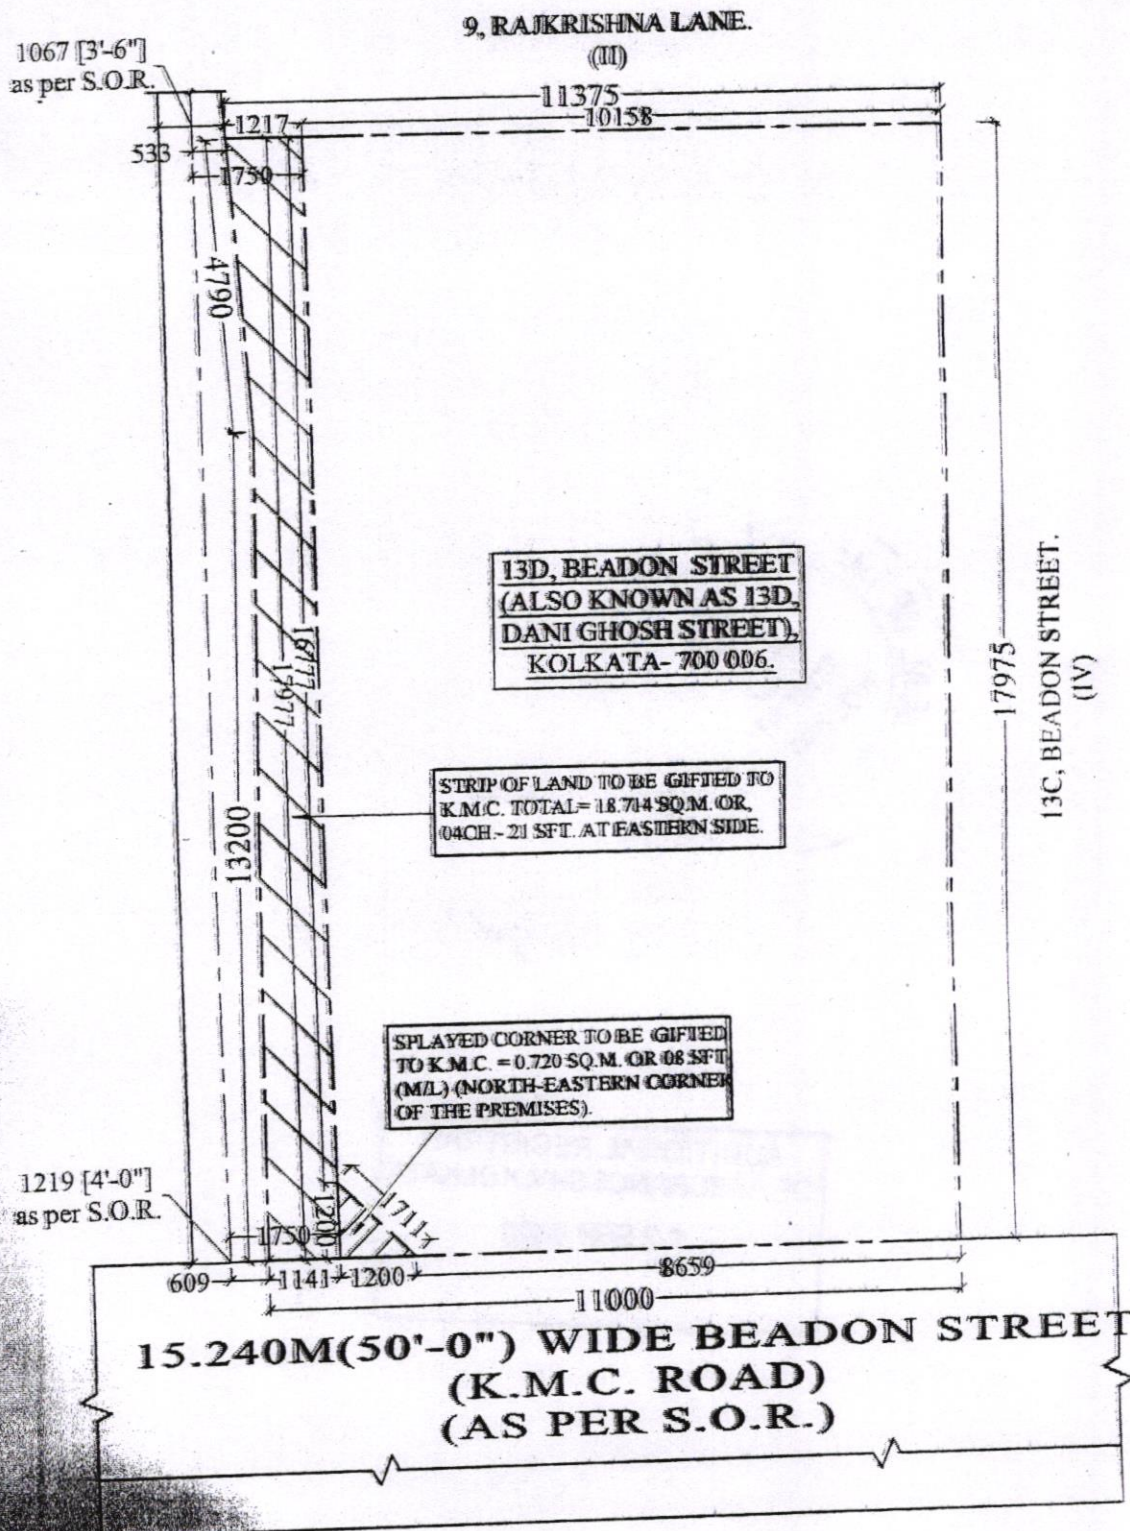 9, RAJKRISHNA LANE.
(II)
1067 [3'-6"]
as per S.O.R.
11375
10158
1217
533
1750
4790
13D, BEADON STREET
(ALSO KNOWN AS 13D,
DANI GHOSH STREET),
KOLKATA- 700 006.
17975
13C, BEADON STREET.
(IV)
16777
17977
STRIP OF LAND TO BE GIFTED TO
K.M.C. TOTAL= 18.714 SQ.M. OR,
04CH.- 21 SFT. AT EASTERN SIDE.
13200
SPLAYED CORNER TO BE GIFTED
TO K.M.C. = 0.720 SQ.M. OR 08 SFT
(M/L) (NORTH-EASTERN CORNER
OF THE PREMISES).
1219 [4'-0"]
as per S.O.R.
1750
1200
1711
609
1141
1200
8659
11000
15.240M(50'-0") WIDE BEADON STREET
(K.M.C. ROAD)
(AS PER S.O.R.)